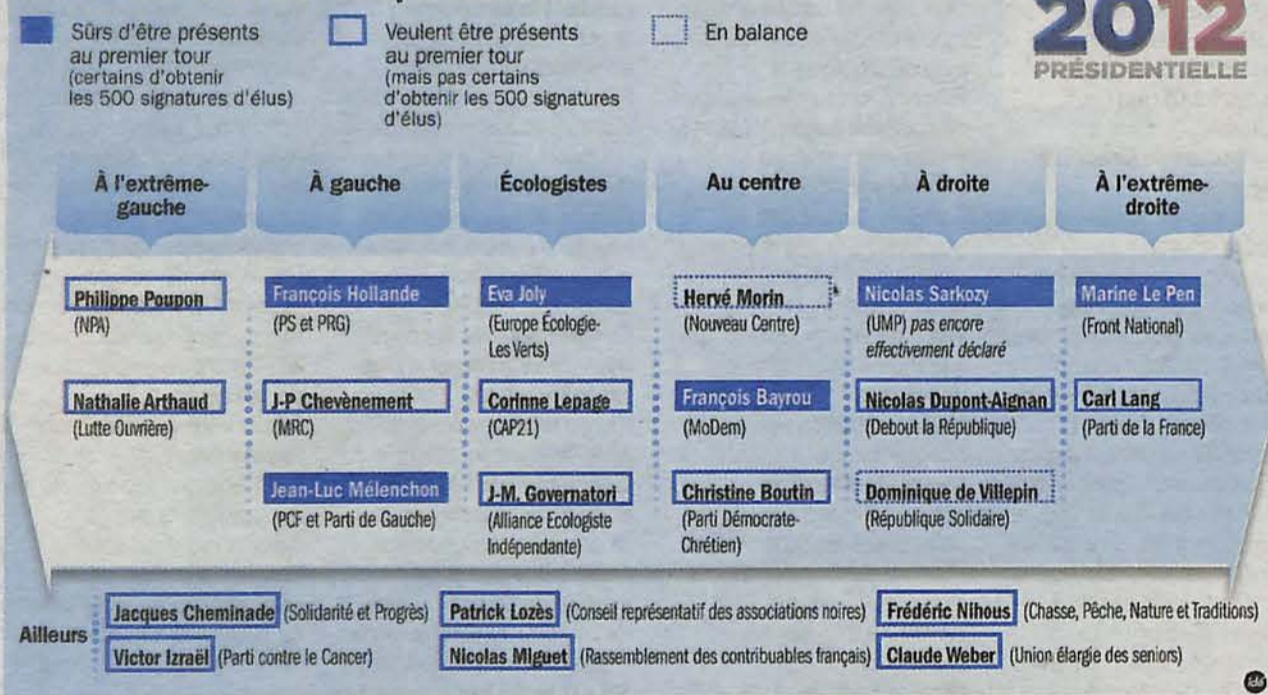 2012
PRÉSIDENTIELLE
Sûrs d'être présents
au premier tour
(certains d'obtenir
les 500 signatures d'élus)
Veulent être présents
au premier tour
(mais pas certains
d'obtenir les 500 signatures
d'élus)
En balance
À l'extrême-
gauche
À gauche
Écologistes
Au centre
À droite
À l'extrême-
droite
Philippe Poupon
(NPA)
Nathalie Arthaud
(Lutte Ouvrière)
François Hollande
(PS et PRG)
J-P Chevènement
(MRC)
Jean-Luc Mélenchon
(PCF et Parti de Gauche)
Eva Joly
(Europe Écologie-
Les Verts)
Corinne Lepage
(CAP21)
J-M. Governatori
(Alliance Ecologiste
Indépendante)
Hervé Morin
(Nouveau Centre)
François Bayrou
(MoDem)
Christine Boutin
(Parti Démocrate-
Chrétien)
Nicolas Sarkozy
(UMP) pas encore
effectivement déclaré
Nicolas Dupont-Aignan
(Debout la République)
Dominique de Villepin
(République Solidaire)
Marine Le Pen
(Front National)
Carl Lang
(Parti de la France)
Ailleurs
Jacques Cheminade (Solidarité et Progrès)
Patrick Lozès (Conseil représentatif des associations noires)
Frédéric Nihous (Chasse, Pêche, Nature et Traditions)
Victor Izraël (Parti contre le Cancer)
Nicolas Miguet (Rassemblement des contribuables français)
Claude Weber (Union élargie des seniors)
idé